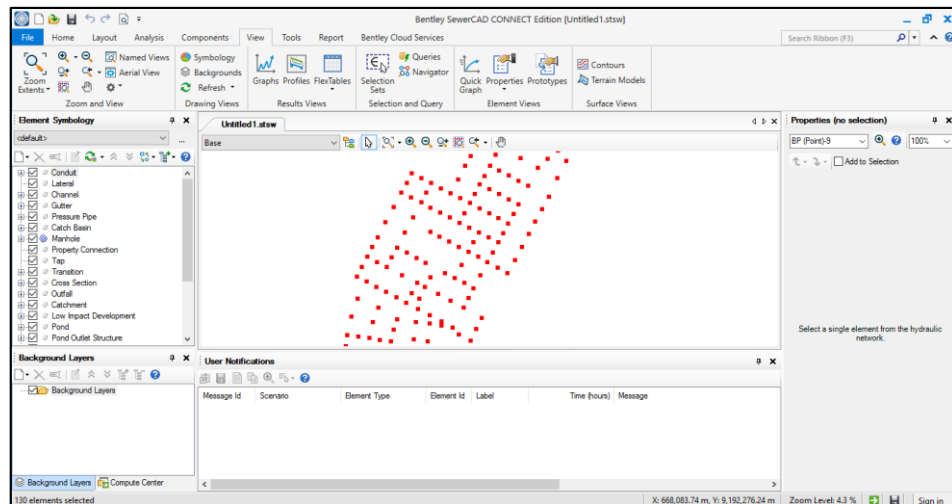 Bentley SewerCAD CONNECT Edition [Untitled1.stsw]
File Home Layout Analysis Components View Tools Report Bentley Cloud Services Search Ribbon (F3)
Zoom Extents
Named Views
Aerial View
Zoom and View
Symbology
Backgrounds
Refresh
Drawing Views
Graphs Profiles FlexTables
Results Views
Selection Sets
Queries
Navigator
Selection and Query
Quick Graph Properties Prototypes
Element Views
Contours
Terrain Models
Surface Views
Element Symbology
<default>
...
Conduit
Lateral
Channel
Gutter
Pressure Pipe
Catch Basin
Manhole
Property Connection
Tap
Transition
Cross Section
Outfall
Catchment
Low Impact Development
Pond
Pond Outlet Structure
Background Layers
Background Layers
Background Layers Compute Center
Untitled1.stsw
Base
User Notifications
Message Id Scenario Element Type Element Id Label Time (hours) Message
Properties (no selection)
BP (Point)-9 100%
Add to Selection
Select a single element from the hydraulic
network.
130 elements selected X: 668,083.74 m, Y: 9,192,276.24 m Zoom Level: 4.3 % Sign in